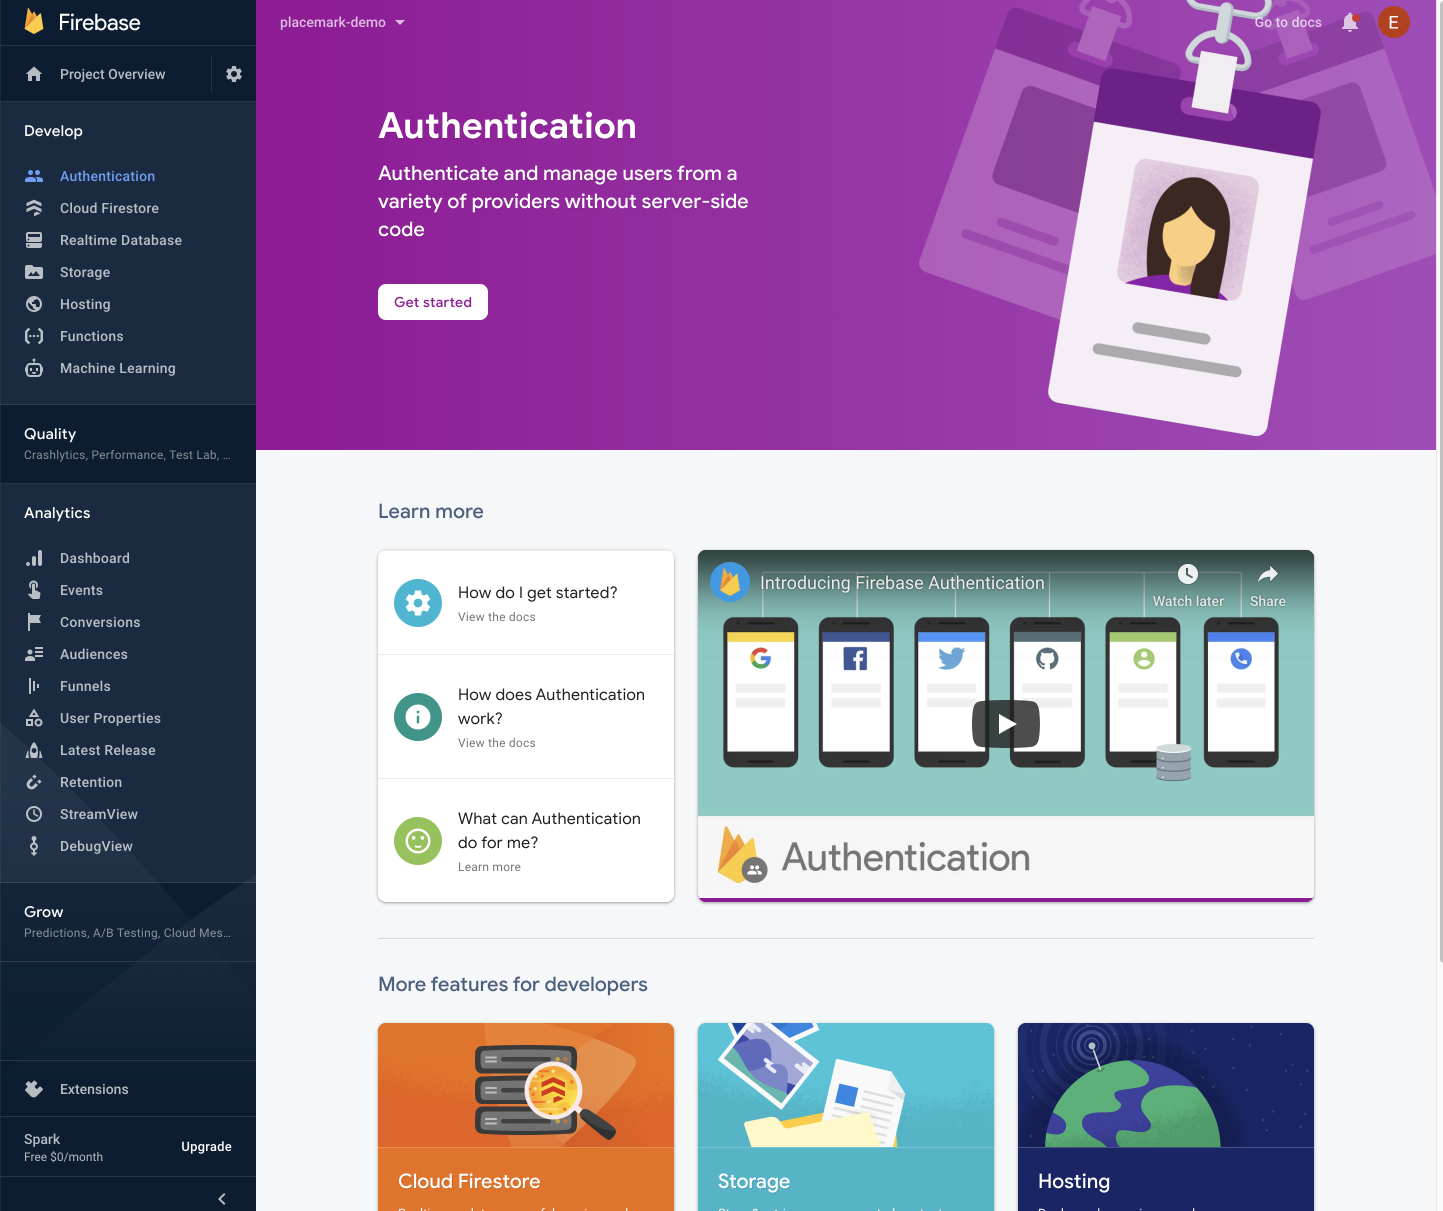 Firebase
placemark-demo
Go to docs
E
Project Overview
Develop
Authentication
Cloud Firestore
Realtime Database
Storage
Hosting
Functions
Machine Learning
Quality
Crashlytics, Performance, Test Lab, …
Analytics
Dashboard
Events
Conversions
Audiences
Funnels
User Properties
Latest Release
Retention
StreamView
DebugView
Grow
Predictions, A/B Testing, Cloud Mes…
Extensions
Spark
Free $0/month
Upgrade
Authentication
Authenticate and manage users from a
variety of providers without server-side
code
Get started
Learn more
How do I get started?
View the docs
How does Authentication
work?
View the docs
What can Authentication
do for me?
Learn more
Introducing Firebase Authentication
Watch later
Share
Authentication
More features for developers
Cloud Firestore
Storage
Hosting